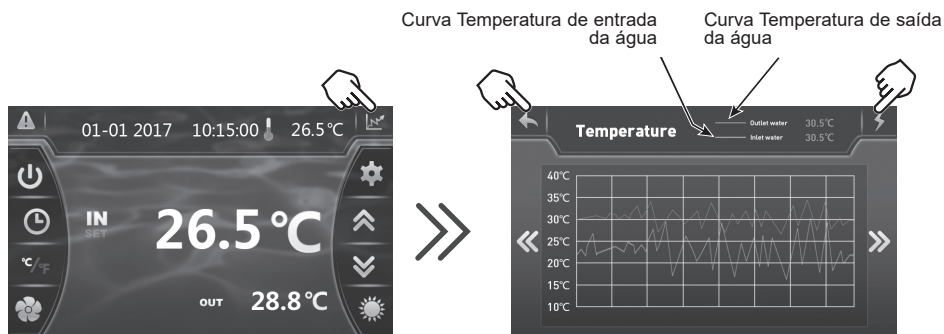 Curva Temperatura de entrada
da água
Curva Temperatura de saída
da água
01-01 2017 10:15:00 26.5°C
IN
SET
26.5°C
°C/°F
OUT 28.8°C
Temperature
Outlet water 30.5°C
Inlet water 30.5°C
40°C
35°C
30°C
25°C
20°C
15°C
10°C